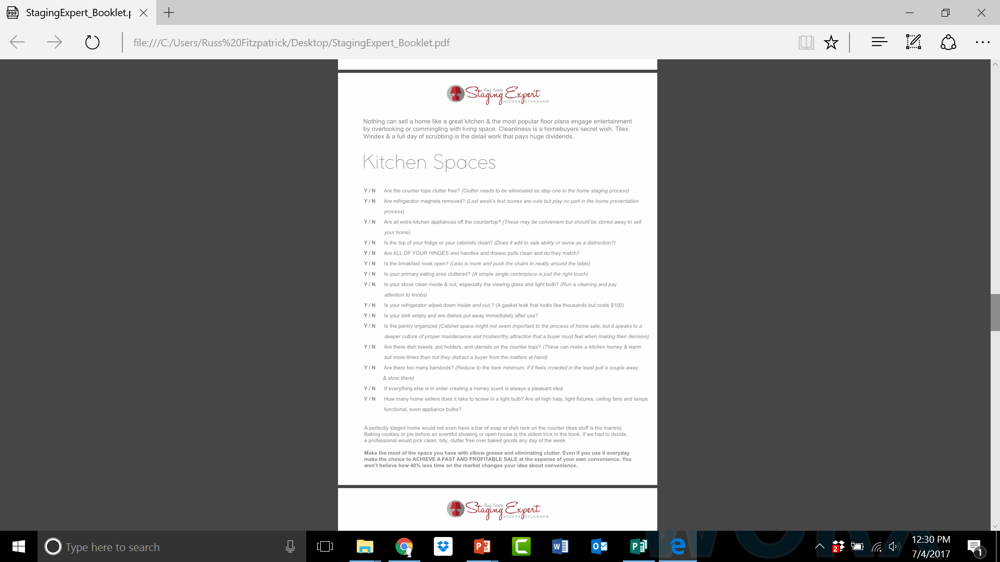 StagingExpert_Booklet.p
file:///C:/Users/Russ%20Fitzpatrick/Desktop/StagingExpert_Booklet.pdf
Real Estate
Staging Expert
HIGHER STANDARD
Nothing can sell a home like a great kitchen & the most popular floor plans engage entertainment
by overlooking or commingling with living space. Cleanliness is a homebuyers secret wish. Tilex,
Windex & a full day of scrubbing is the detail work that pays huge dividends.
Kitchen Spaces
Y / N Are the counter tops clutter free? (Clutter needs to be eliminated as step one in the home staging process)
Y / N Are refrigerator magnets removed? (Last week's test scores are cute but play no part in the home presentation
process)
Y / N Are all extra kitchen appliances off the countertop? (These may be convenient but should be stored away to sell
your home)
Y / N Is the top of your fridge or your cabinets clean? (Does it add to sale ability or serve as a distraction?)
Y / N Are ALL OF YOUR HINGES and handles and drawer pulls clean and do they match?
Y / N Is the breakfast nook open? (Less is more and push the chairs in neatly around the table)
Y / N Is your primary eating area cluttered? (A simple single centerpiece is just the right touch)
Y / N Is your stove clean inside & out, especially the viewing glass and light bulb? (Run a cleaning and pay
attention to knobs)
Y / N Is your refrigerator wiped down inside and out,? (A gasket leak that looks like thousands but costs $100)
Y / N Is your sink empty and are dishes put away immediately after use?
Y / N Is the pantry organized (Cabinet space might not seem important to the process of home sale, but it speaks to a
deeper culture of proper maintenance and trustworthy attraction that a buyer must feel when making their decision)
Y / N Are there dish towels, pot holders, and utensils on the counter tops? (These can make a kitchen homey & warm
but more times than not they distract a buyer from the matters at hand)
Y / N Are there too many barstools? (Reduce to the bare minimum, if it feels crowded in the least pull a couple away
& store them)
Y / N If everything else is in order creating a homey scent is always a pleasant idea
Y / N How many home sellers does it take to screw in a light bulb? Are all high hats, light fixtures, ceiling fans and lamps
functional, even appliance bulbs?
A perfectly staged home would not even have a bar of soap or dish rack on the counter (less stuff is the mantra)
Baking cookies or pie before an eventful showing or open house is the oldest trick in the book. If we had to decide,
a professional would pick clean, tidy, clutter free over baked goods any day of the week.
Make the most of the space you have with elbow grease and eliminating clutter. Even if you use it everyday
make the choice to ACHIEVE A FAST AND PROFITABLE SALE at the expense of your own convenience. You
won't believe how 40% less time on the market changes your idea about convenience.
Real Estate
Staging Expert
HIGHER STANDARD
Type here to search
12:30 PM
7/4/2017